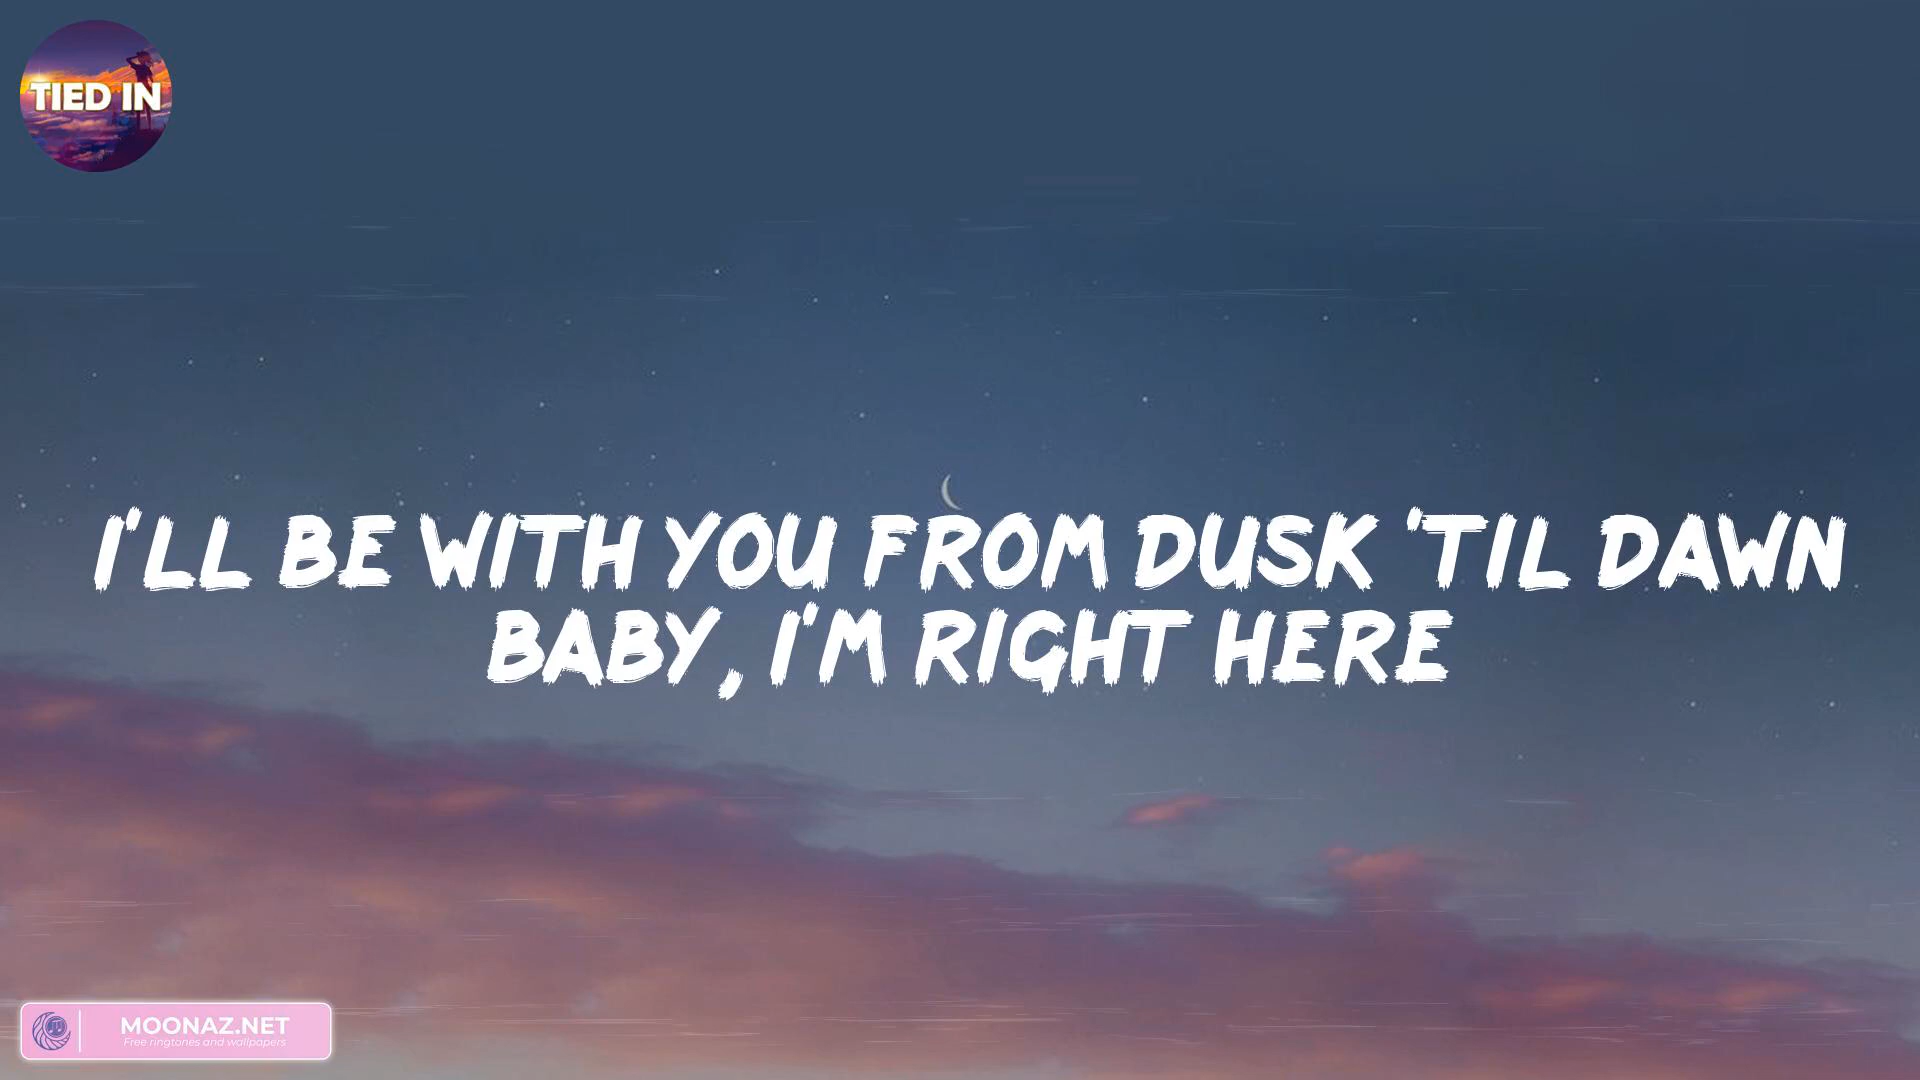 TIED IN
I'LL BE WITH YOU FROM DUSK 'TIL DAWN
BABY, I'M RIGHT HERE
MOONAZ.NET
Free ringtones and wallpapers